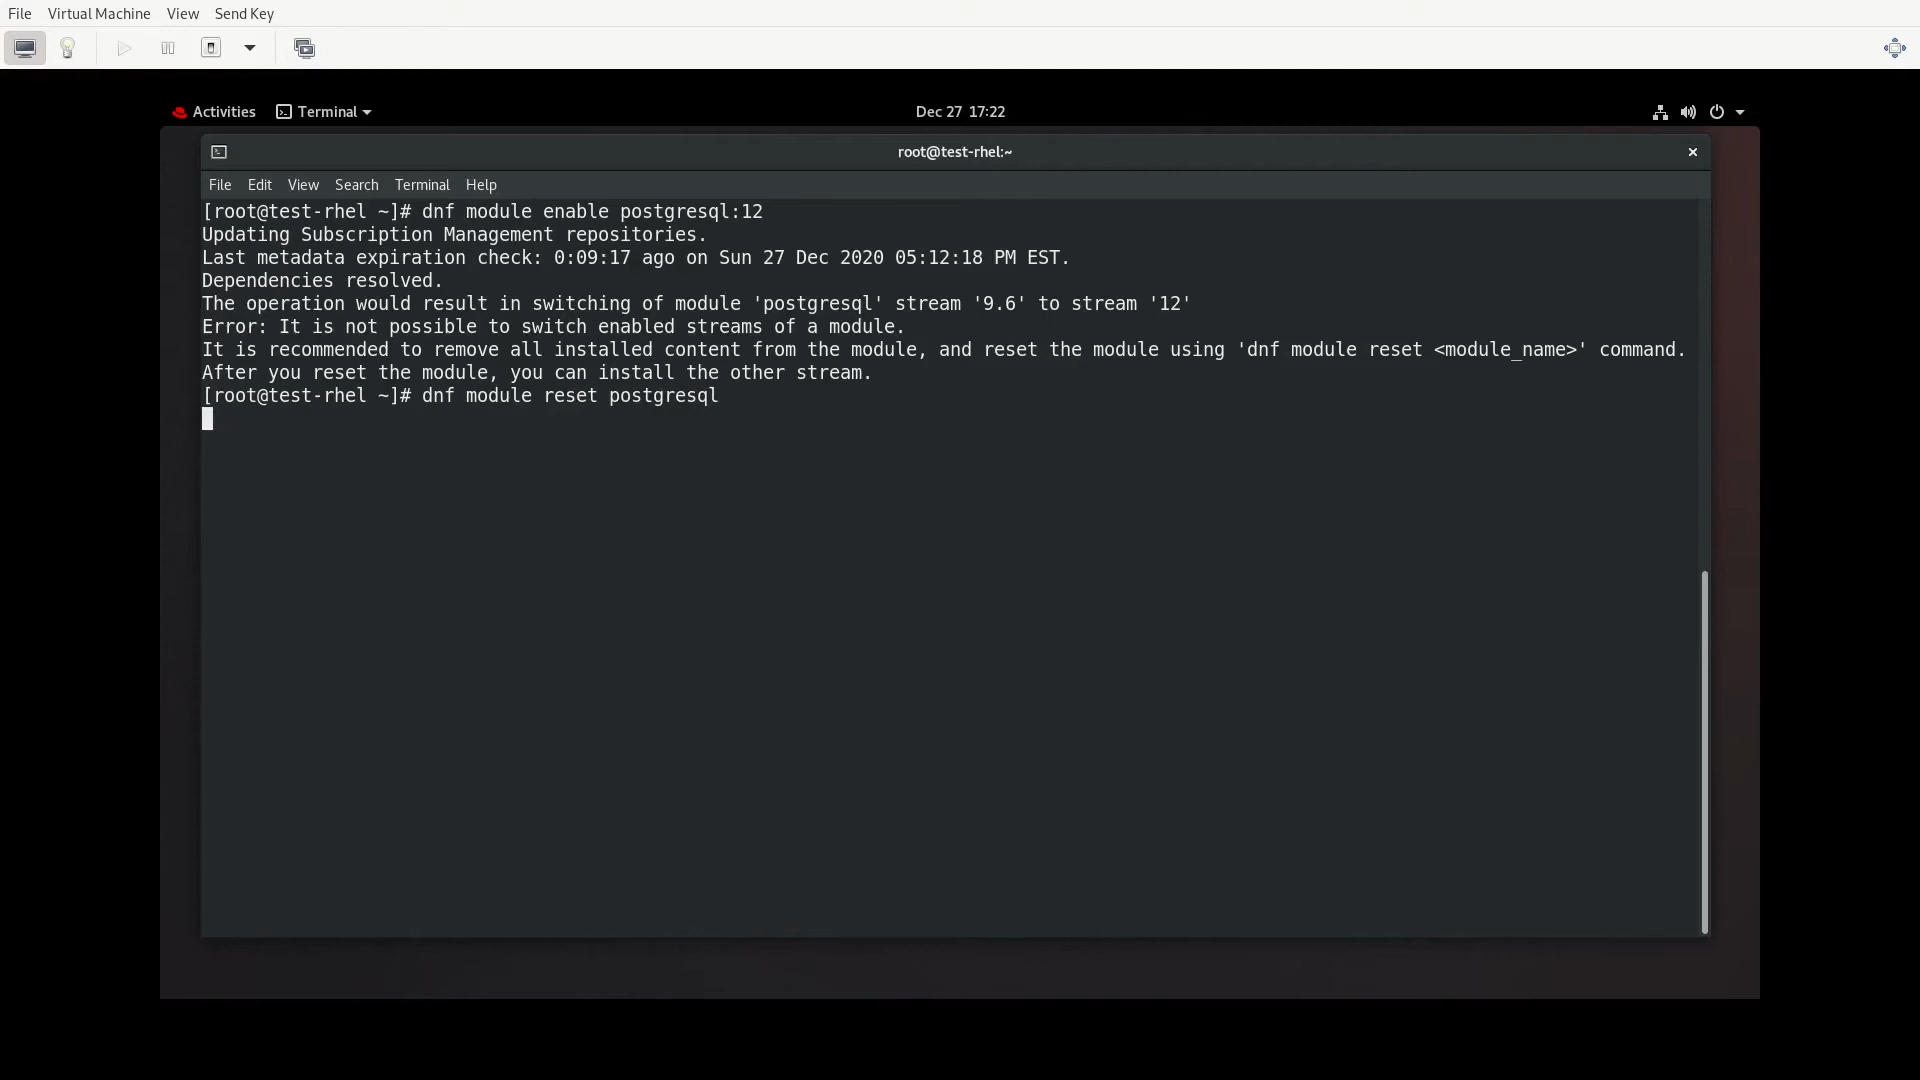 File Virtual Machine View Send Key
Activities Terminal Dec 27 17:22
root@test-rhel:~
File Edit View Search Terminal Help
[root@test-rhel ~]# dnf module enable postgresql:12
Updating Subscription Management repositories.
Last metadata expiration check: 0:09:17 ago on Sun 27 Dec 2020 05:12:18 PM EST.
Dependencies resolved.
The operation would result in switching of module 'postgresql' stream '9.6' to stream '12'
Error: It is not possible to switch enabled streams of a module.
It is recommended to remove all installed content from the module, and reset the module using 'dnf module reset <module_name>' command.
After you reset the module, you can install the other stream.
[root@test-rhel ~]# dnf module reset postgresql